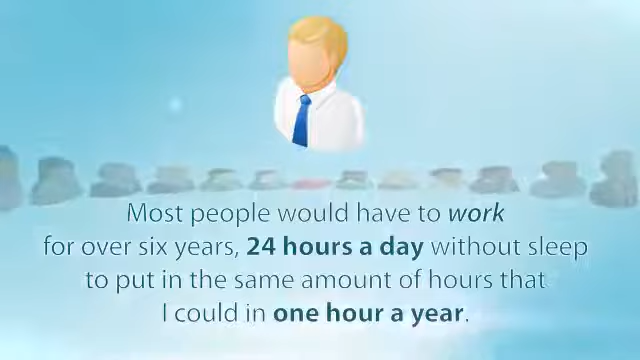 Most people would have to work
for over six years, 24 hours a day without sleep
to put in the same amount of hours that
I could in one hour a year.